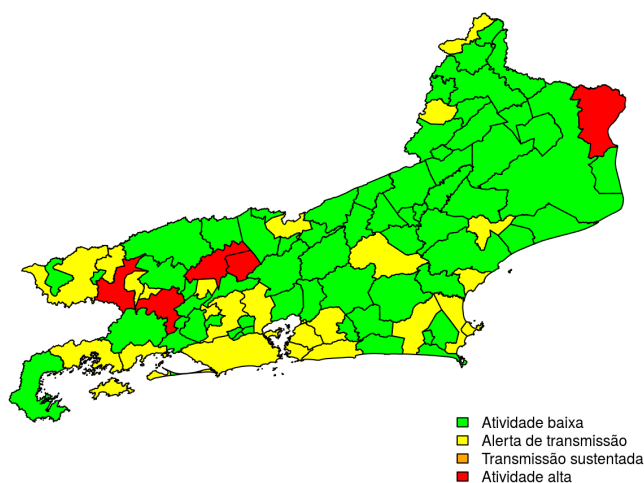 Atividade baixa
Alerta de transmissão
Transmissão sustentada
Atividade alta